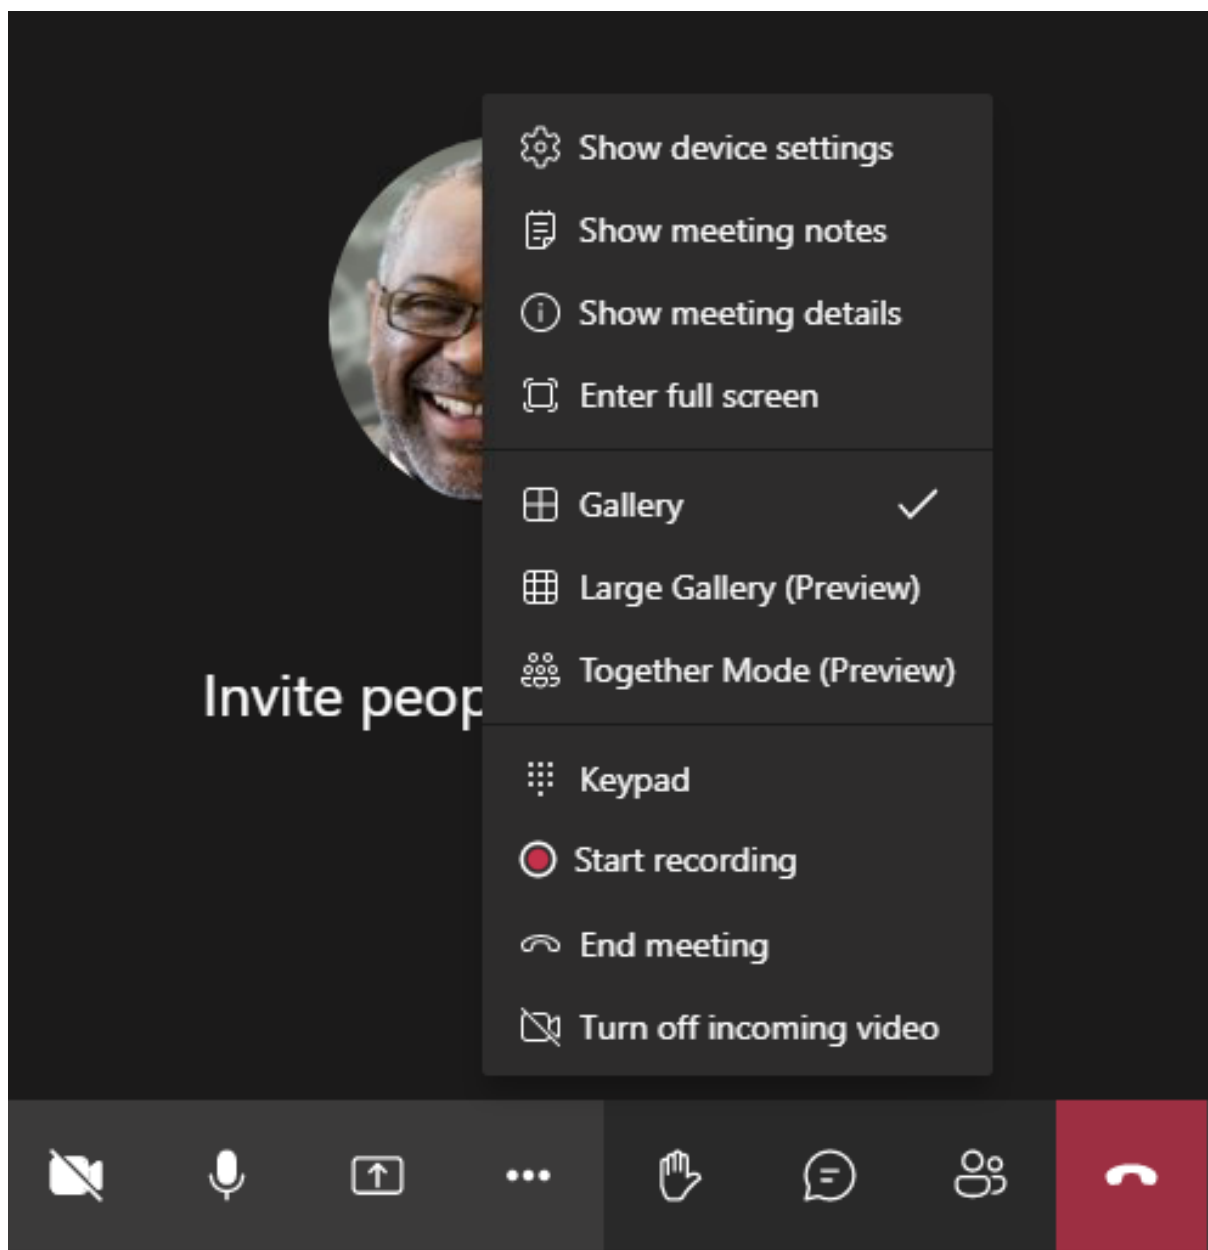 Show device settings
Show meeting notes
Show meeting details
Enter full screen
Gallery
Large Gallery (Preview)
Together Mode (Preview)
Invite
Keypad
Start recording
End meeting
Turn off incoming video